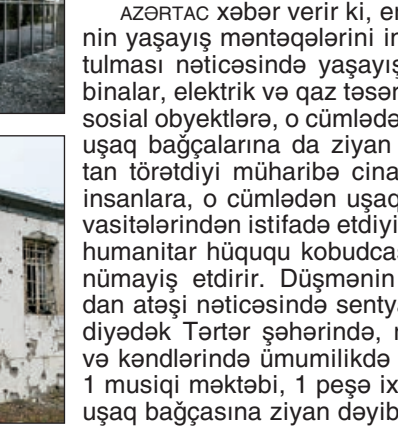 AZƏRTAC xəbər verir ki, er
nin yaşayış məntəqələrini in
tulması nəticəsində yaşayış
binalar, elektrik və qaz təsər
sosial obyektlərə, o cümlədə
uşaq bağçalarına da ziyan
tan törətdiyi müharibə cina
insanlara, o cümlədən uşaq
vasitələrindən istifadə etdiyi
humanitar hüququ kobudcas
nümayiş etdirir. Düşmənin
dan atəşi nəticəsində sentya
diyədək Tərtər şəhərində, r
və kəndlərində ümumilikdə
1 musiqi məktəbi, 1 peşə ix
uşaq bağçasına ziyan dəyib